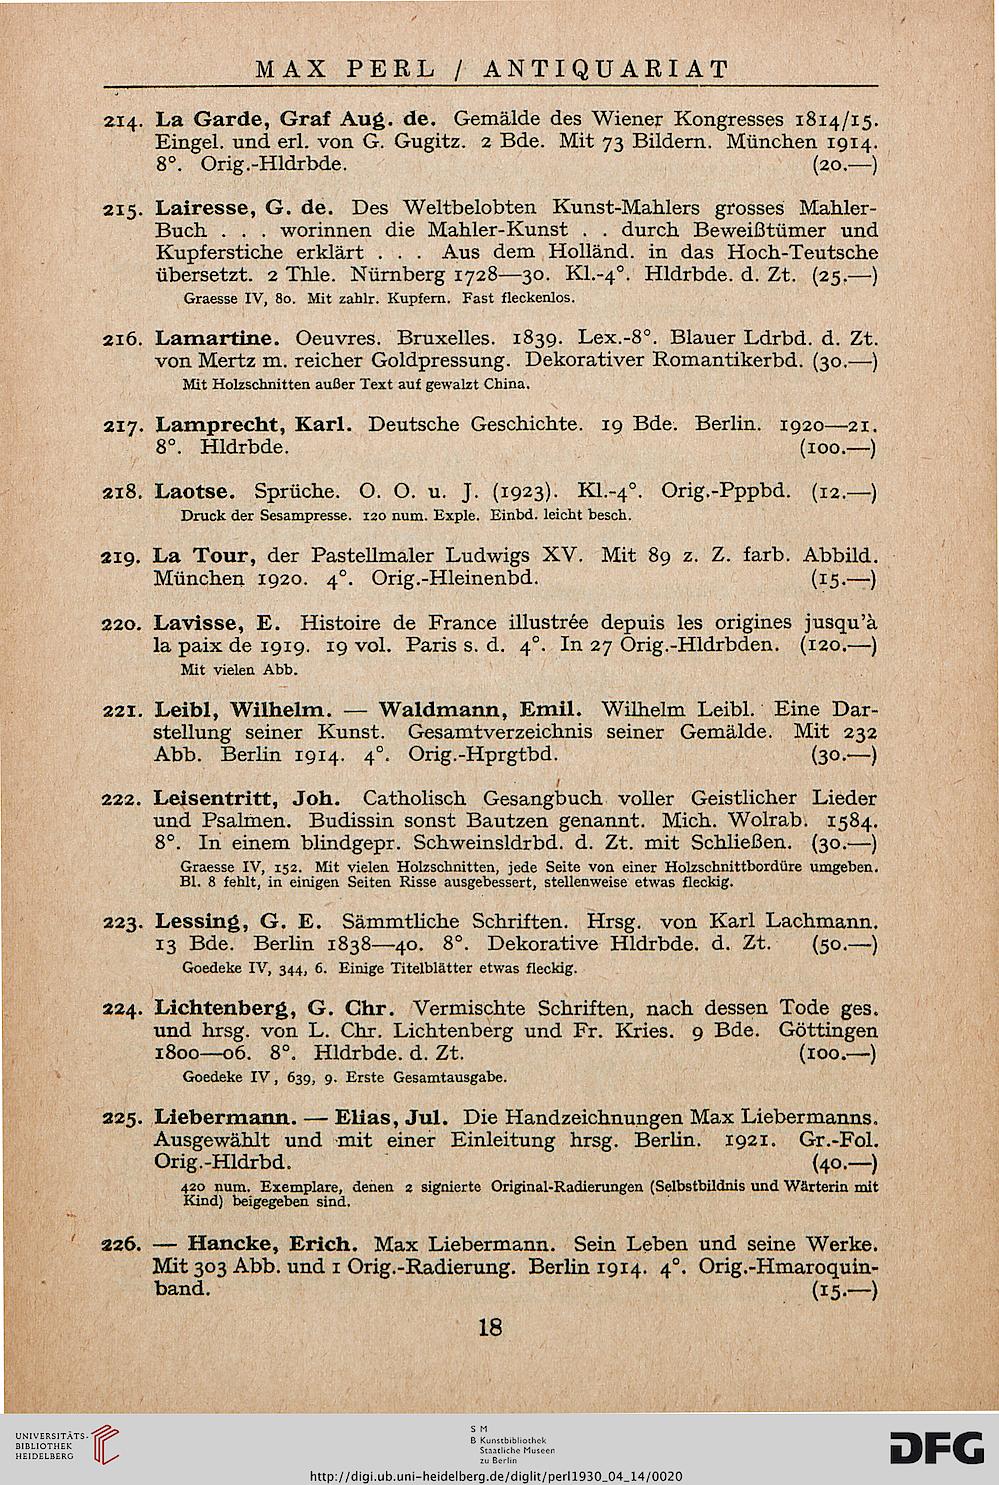 MAX PERL / ANTIQUARIAT
214. La Garde, Graf Aug. de. Gemälde des Wiener Kongresses 1814/15.
Eingel. und erl. von G. Gugitz. 2 Bde. Mit 73 Bildern. München 1914.
8°. Orig.-Hldrbde. (20.—)
215. Lairesse, G. de. Des Weltbelobten Kunst-Mahlers grosses Mahler-
Buch . . . worinnen die Mahler-Kunst . . durch Beweißtümer und
Kupferstiche erklärt . . . Aus dem Holländ. in das Hoch-Teutsche
übersetzt. 2 Thle. Nürnberg 1728—30. Kl.-4°. Hldrbde. d. Zt. (25.—)
Graesse IV, 80. Mit zahlr. Kupfern. Fast fleckenlos.
216. Lamartine. Oeuvres. Bruxelles. 1839. Lex.-8°. Blauer Ldrbd. d. Zt.
von Mertz m. reicher Goldpressung. Dekorativer Romantikerbd. (30.—)
Mit Holzschnitten außer Text auf gewalzt China.
217. Lamprecht, Karl. Deutsche Geschichte. 19 Bde. Berlin. 1920—21.
8°. Hldrbde. (100.—)
218. Laotse. Sprüche. O. O. u. J. (1923). Kl.-4°. Orig.-Pppbd. (12.—)
Druck der Sesampresse. 120 num. Exple. Einbd. leicht besch.
219. La Tour, der Pastellmaler Ludwigs XV. Mit 89 z. Z. farb. Abbild.
München 1920. 4°. Orig.-Hleinenbd. (15.—)
220. Lavisse, E. Histoire de France illustrée depuis les origines jusqu'à
la paix de 1919. 19 vol. Paris s. d. 4°. In 27 Orig.-Hldrbden. (120.—)
Mit vielen Abb.
221. Leibl, Wilhelm. — Waldmann, Emil. Wilhelm Leibl. Eine Dar-
stellung seiner Kunst. Gesamtverzeichnis seiner Gemälde. Mit 232
Abb. Berlin 1914. 4°. Orig.-Hprgtbd. (30.—)
222. Leisentritt, Joh. Catholisch Gesangbuch voller Geistlicher Lieder
und Psalmen. Budissin sonst Bautzen genannt. Mich. Wolrab. 1584.
8°. In einem blindgepr. Schweinsldrbd. d. Zt. mit Schließen. (30.—)
Graesse IV, 152. Mit vielen Holzschnitten, jede Seite von einer Holzschnittbordüre umgeben.
Bl. 8 fehlt, in einigen Seiten Risse ausgebessert, stellenweise etwas fleckig.
223. Lessing, G. E. Sämmtliche Schriften. Hrsg. von Karl Lachmann.
13 Bde. Berlin 1838—40. 8°. Dekorative Hldrbde. d. Zt. (50.—)
Goedeke IV, 344, 6. Einige Titelblätter etwas fleckig.
224. Lichtenberg, G. Chr. Vermischte Schriften, nach dessen Tode ges.
und hrsg. von L. Chr. Lichtenberg und Fr. Kries. 9 Bde. Göttingen
1800—06. 8°. Hldrbde. d. Zt. (100.—)
Goedeke IV, 639, 9. Erste Gesamtausgabe.
225. Liebermann. — Elias, Jul. Die Handzeichnungen Max Liebermanns.
Ausgewählt und mit einer Einleitung hrsg. Berlin. 1921. Gr.-Fol.
Orig.-Hldrbd. (40.—)
420 num. Exemplare, denen 2 signierte Original-Radierungen (Selbstbildnis und Wärterin mit
Kind) beigegeben sind.
226. — Hancke, Erich. Max Liebermann. Sein Leben und seine Werke.
Mit 303 Abb. und 1 Orig.-Radierung. Berlin 1914. 4°. Orig.-Hmaroquin-
band. (15.—)
18
UNIVERSITÄTS-
BIBLIOTHEK
HEIDELBERG
S M
B Kunstbibliothek
Staatliche Museen
zu Berlin
http://digi.ub.uni-heidelberg.de/diglit/perl1930_04_14/0020
DFG